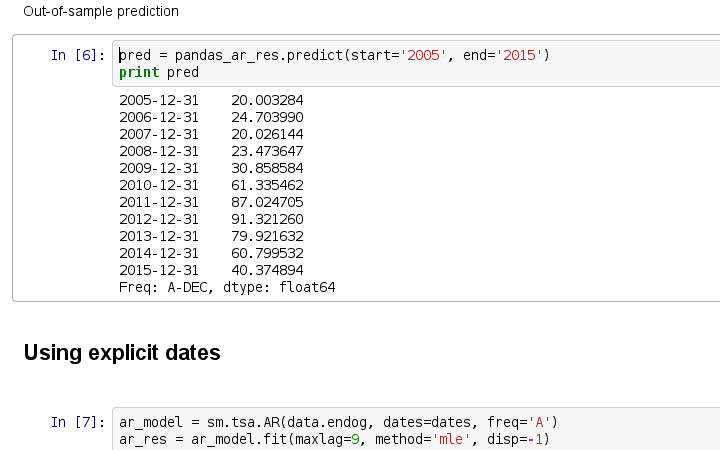 Out-of-sample prediction
In [6]: pred = pandas_ar_res.predict(start='2005', end='2015')
print pred
2005-12-31    20.003284
2006-12-31    24.703990
2007-12-31    20.026144
2008-12-31    23.473647
2009-12-31    30.858584
2010-12-31    61.335462
2011-12-31    87.024705
2012-12-31    91.321260
2013-12-31    79.921632
2014-12-31    60.799532
2015-12-31    40.374894
Freq: A-DEC, dtype: float64
Using explicit dates
In [7]: ar_model = sm.tsa.AR(data.endog, dates=dates, freq='A')
ar_res = ar_model.fit(maxlag=9, method='mle', disp=-1)